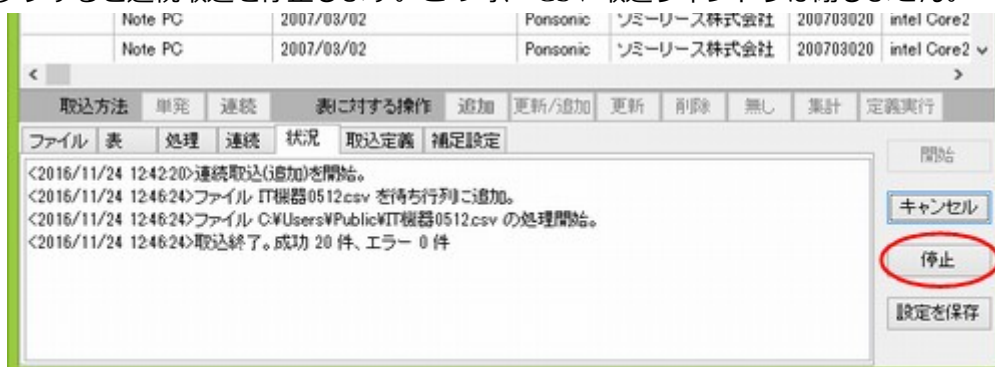 Note PC 2007/03/02 Ponsonic ソミーリース株式会社 200703020 intel Core2
Note PC 2007/03/02 Ponsonic ソミーリース株式会社 200703020 intel Core2
取込方法 単発 連続 表に対する操作 追加 更新/追加 更新 削除 無し 集計 定義実行
ファイル 表 処理 連続 状況 取込定義 補足設定
開始
<2016/11/24 12:42:20>連続取込(追加)を開始。
<2016/11/24 12:46:24>ファイル IT機器0512.csv を待ち行列に追加。
<2016/11/24 12:46:24>ファイル C:¥Users¥Public¥IT機器0512.csv の処理開始。
<2016/11/24 12:46:24>取込終了。成功 20 件、エラー 0 件
キャンセル
停止
設定を保存